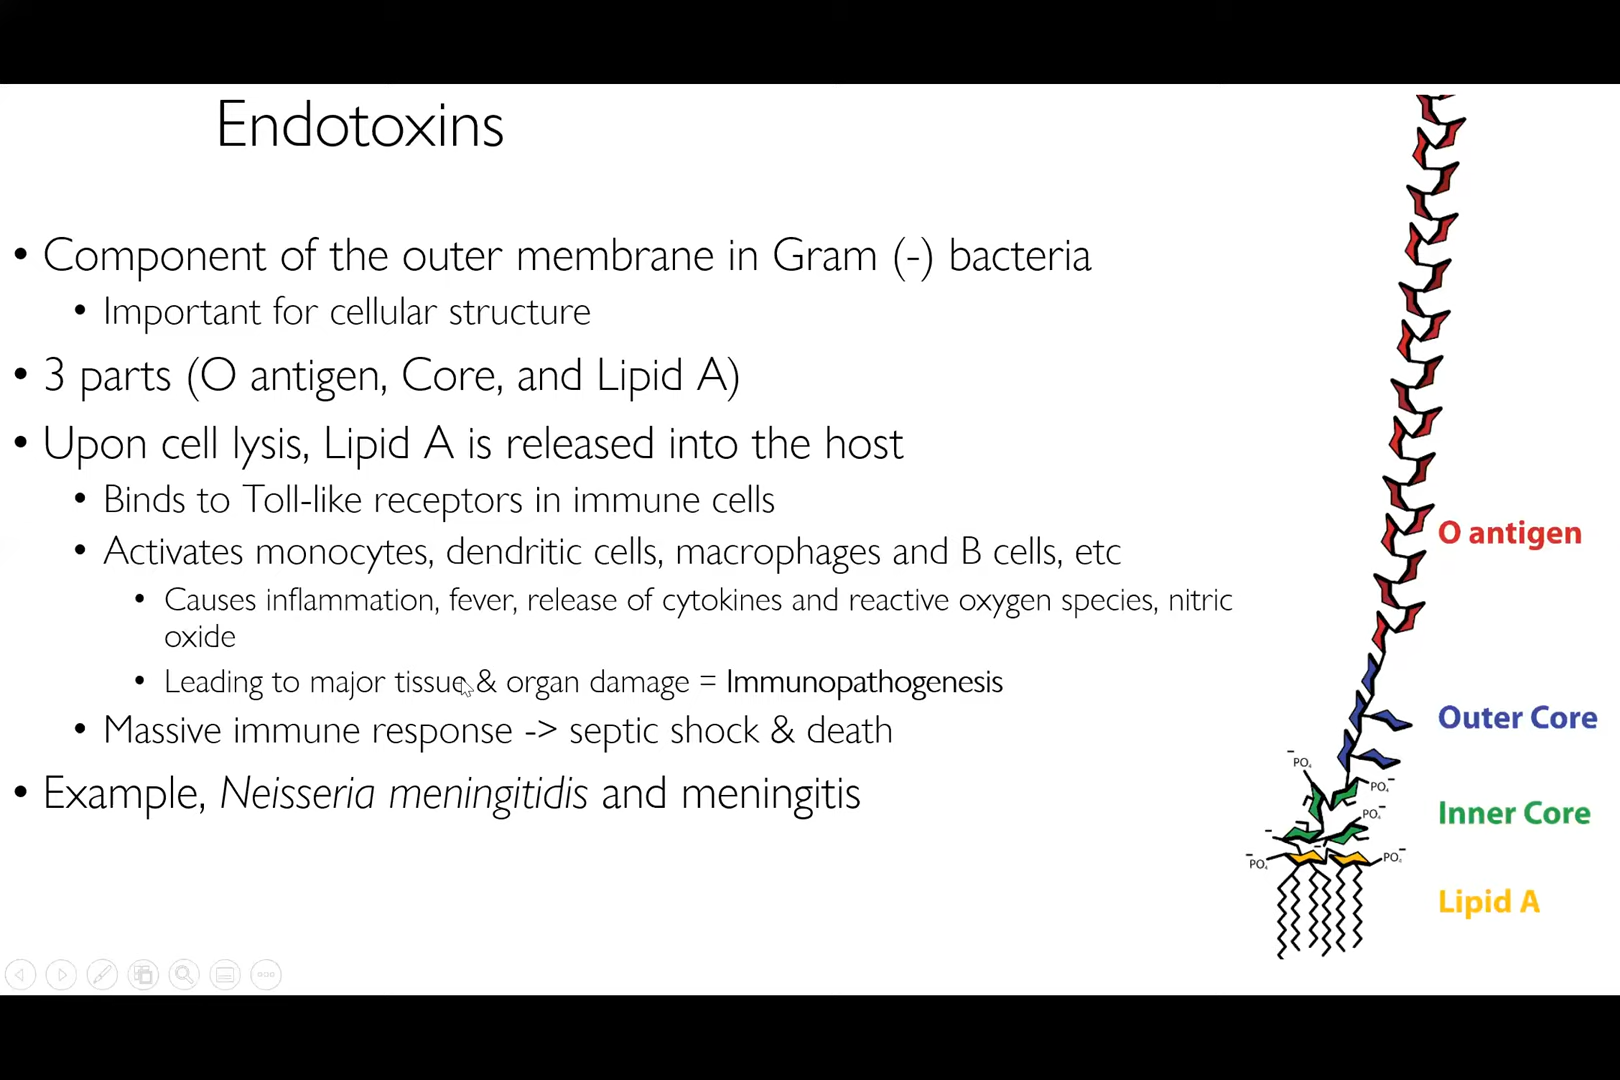 Endotoxins
• Component of the outer membrane in Gram (-) bacteria
• Important for cellular structure
• 3 parts (O antigen, Core, and Lipid A)
• Upon cell lysis, Lipid A is released into the host
• Binds to Toll-like receptors in immune cells
• Activates monocytes, dendritic cells, macrophages and B cells, etc
• Causes inflammation, fever, release of cytokines and reactive oxygen species, nitric
oxide
• Leading to major tissue & organ damage = Immunopathogenesis
• Massive immune response -> septic shock & death
• Example, Neisseria meningitidis and meningitis
O antigen
Outer Core
Inner Core
Lipid A
⁻PO₄
PO₄⁻
PO₄⁻
⁻PO₄
PO₄⁻